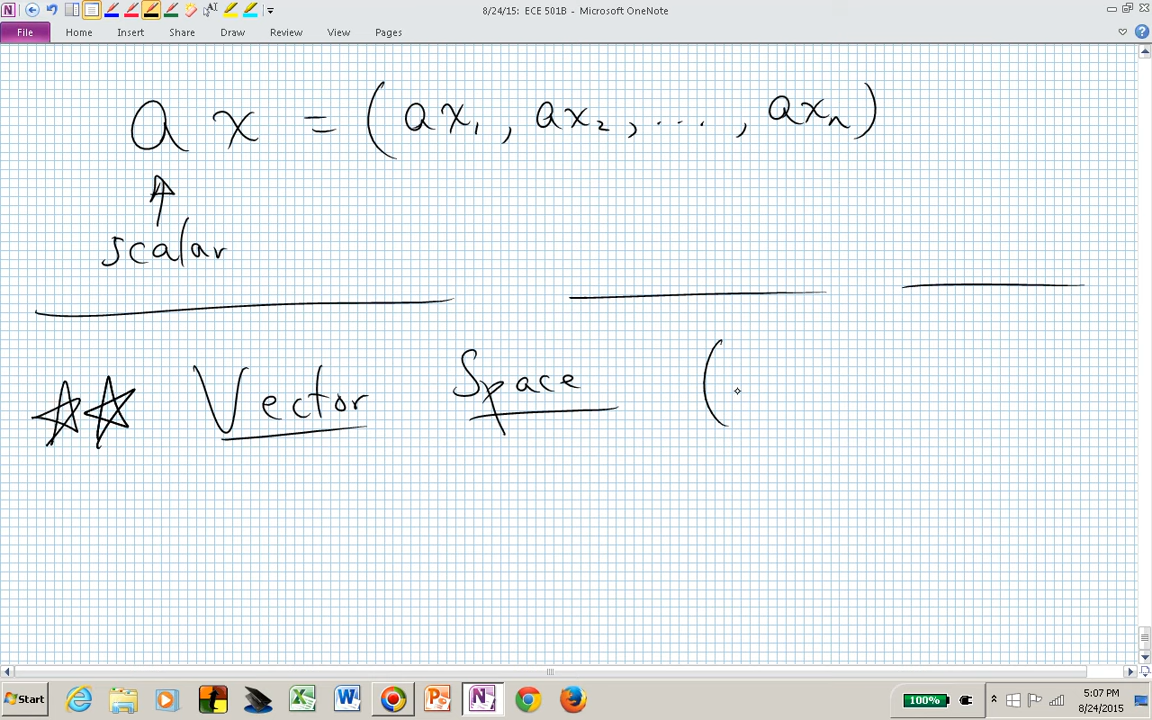 8/24/15: ECE 501B - Microsoft OneNote
File Home Insert Share Draw Review View Pages
a x = (ax₁, ax₂, ..., axₙ)
scalar
Vector Space (
Start
100%
5:07 PM
8/24/2015